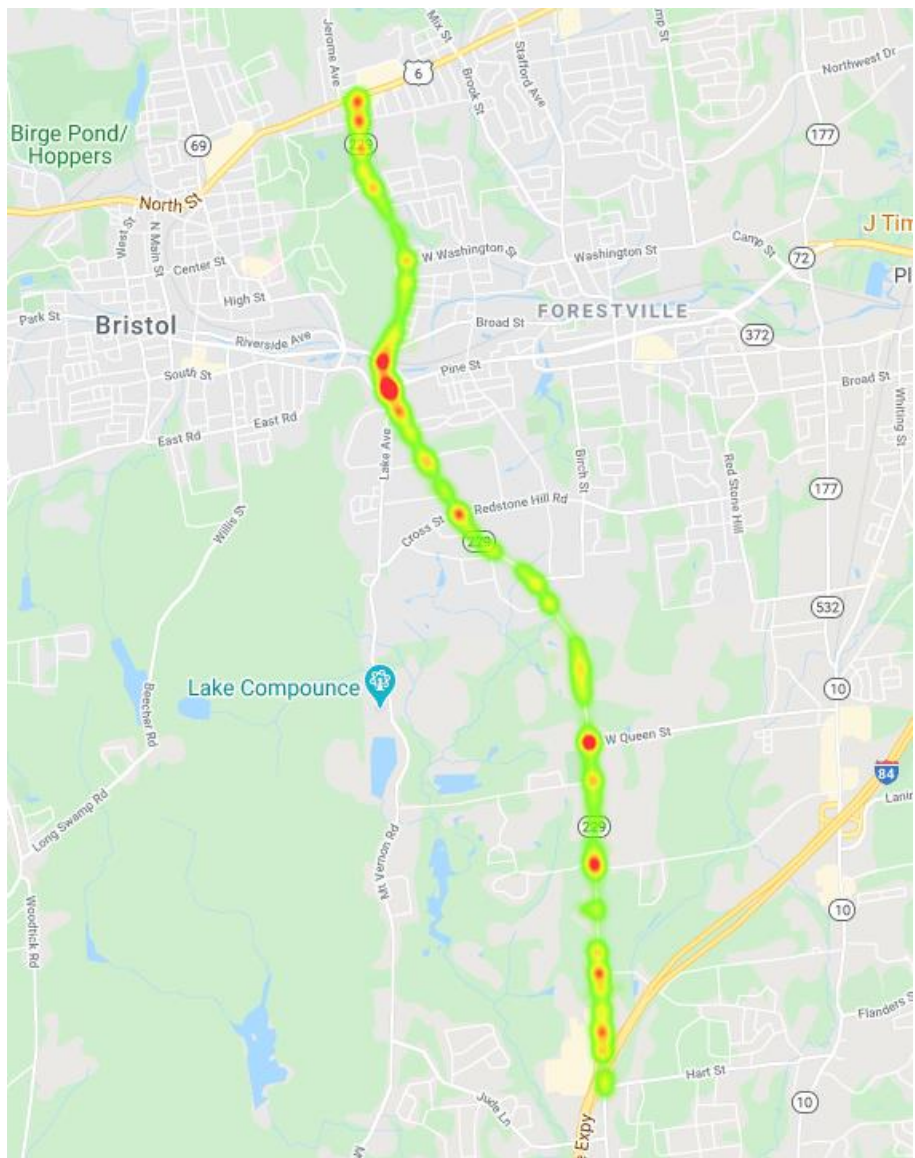 Jerome Ave
Mix St
Brook St
Stafford Ave
Northwest Dr
6
Birge Pond/
Hoppers
69
177
North St
West St
N Main St
Center St
W Washington St
Washington St
Camp St
J Tim
72
Pl
High St
FORESTVILLE
Park St
Bristol
Riverside Ave
Broad St
372
Pine St
South St
Broad St
Whiting St
East Rd
East Rd
Lake Ave
Birch St
Red Stone Hill
177
Willis St
Redstone Hill Rd
Cross St
229
532
Lake Compounce
10
Beecher Rd
W Queen St
84
Long Swamp Rd
Lanin
229
Mt Vernon Rd
Woodtick Rd
10
Flanders S
Hart St
10
Jude Ln
e Expy